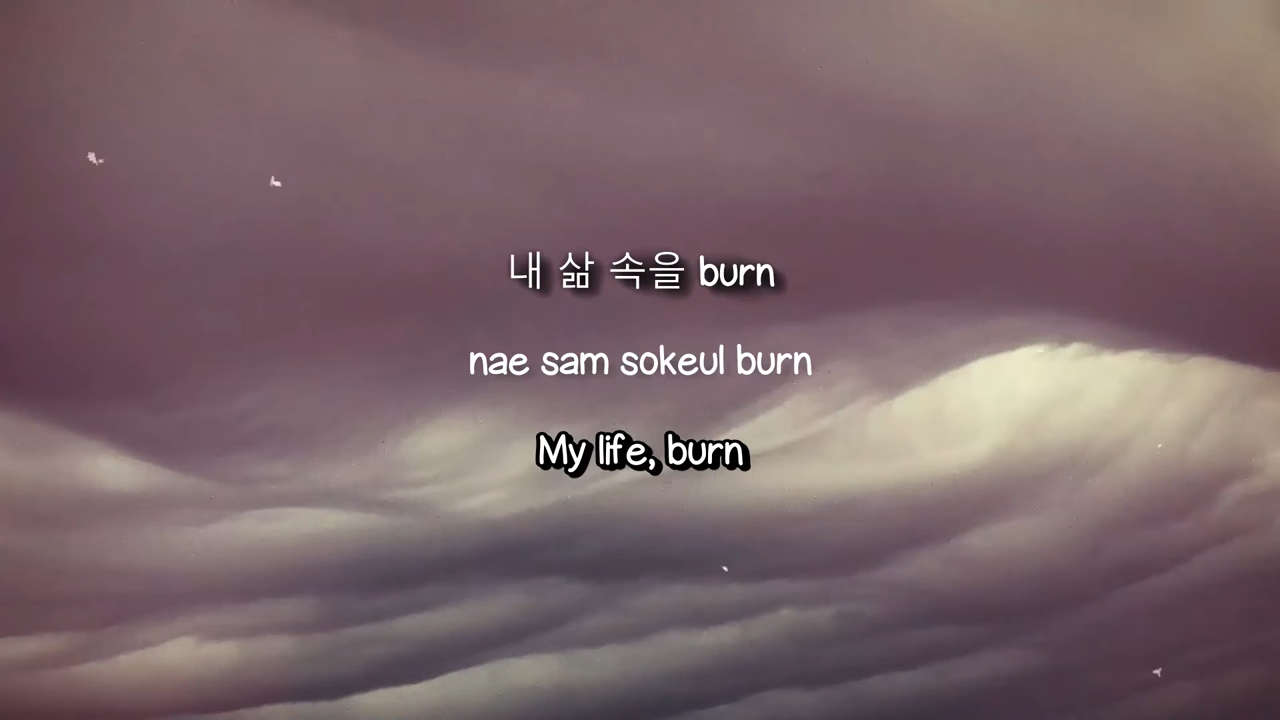 내 삶 속을 burn
nae sam sokeul burn
My life, burn